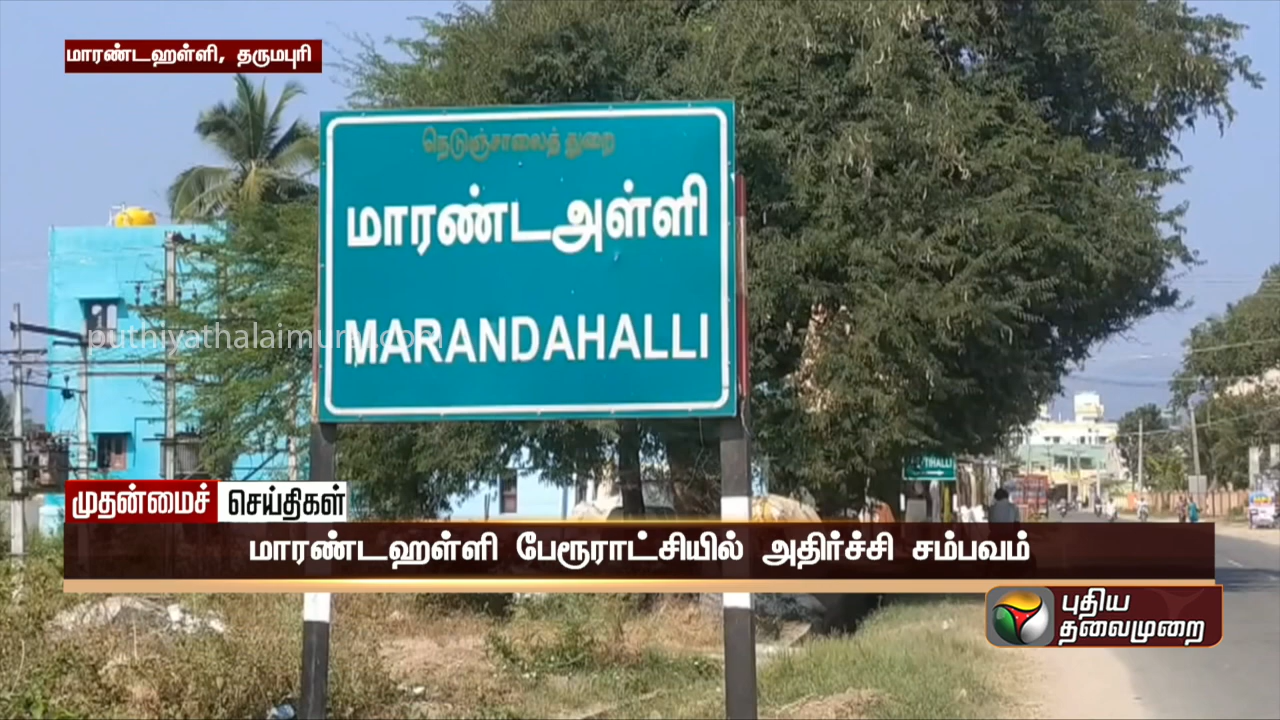 மாரண்டஹள்ளி, தருமபுரி
நெடுஞ்சாலைத் துறை
மாரண்டஅள்ளி
MARANDAHALLI
puthiyathalaimurai.com
முதன்மைச் செய்திகள்
மாரண்டஹள்ளி பேரூராட்சியில் அதிர்ச்சி சம்பவம்
புதிய
தலைமுறை